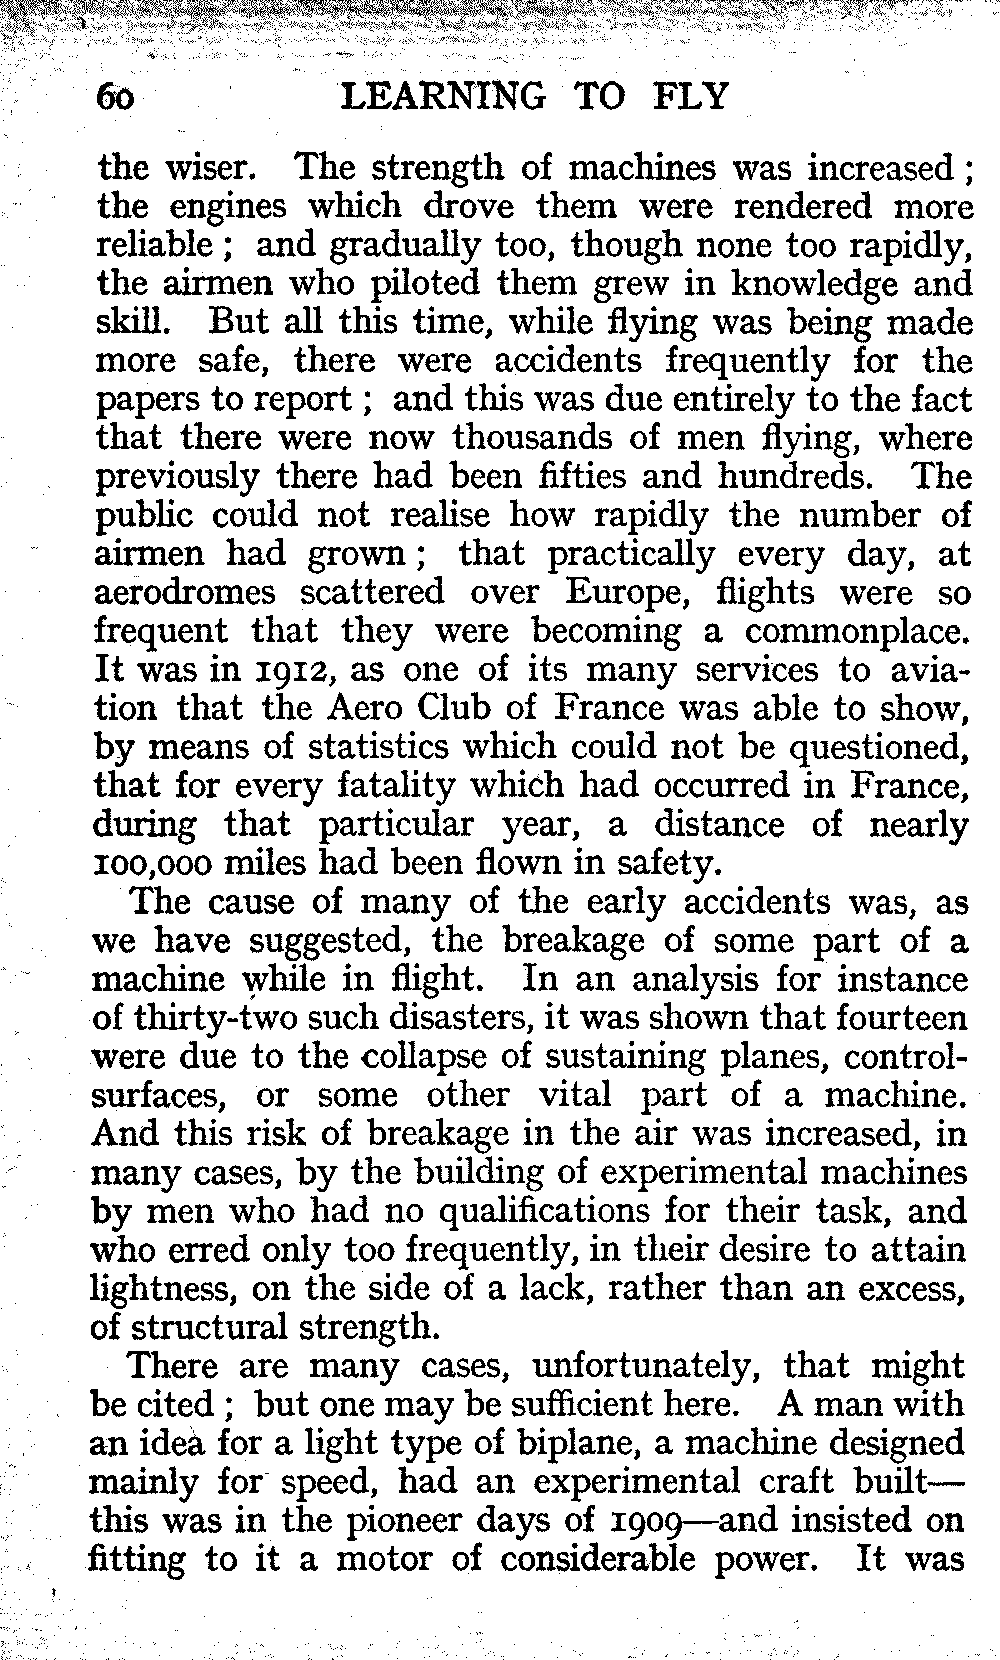 60 LEARNING TO FLY
the wiser. The strength of machines was increased ;
the engines which drove them were rendered more
reliable ; and gradually too, though none too rapidly,
the airmen who piloted them grew in knowledge and
skill. But all this time, while flying was being made
more safe, there were accidents frequently for the
papers to report ; and this was due entirely to the fact
that there were now thousands of men flying, where
previously there had been fifties and hundreds. The
public could not realise how rapidly the number of
airmen had grown ; that practically every day, at
aerodromes scattered over Europe, flights were so
frequent that they were becoming a commonplace.
It was in 1912, as one of its many services to avia-
tion that the Aero Club of France was able to show,
by means of statistics which could not be questioned,
that for every fatality which had occurred in France,
during that particular year, a distance of nearly
100,000 miles had been flown in safety.
The cause of many of the early accidents was, as
we have suggested, the breakage of some part of a
machine while in flight. In an analysis for instance
of thirty-two such disasters, it was shown that fourteen
were due to the collapse of sustaining planes, control-
surfaces, or some other vital part of a machine.
And this risk of breakage in the air was increased, in
many cases, by the building of experimental machines
by men who had no qualifications for their task, and
who erred only too frequently, in their desire to attain
lightness, on the side of a lack, rather than an excess,
of structural strength.
There are many cases, unfortunately, that might
be cited ; but one may be sufficient here. A man with
an idea for a light type of biplane, a machine designed
mainly for speed, had an experimental craft built—
this was in the pioneer days of 1909—and insisted on
fitting to it a motor of considerable power. It was